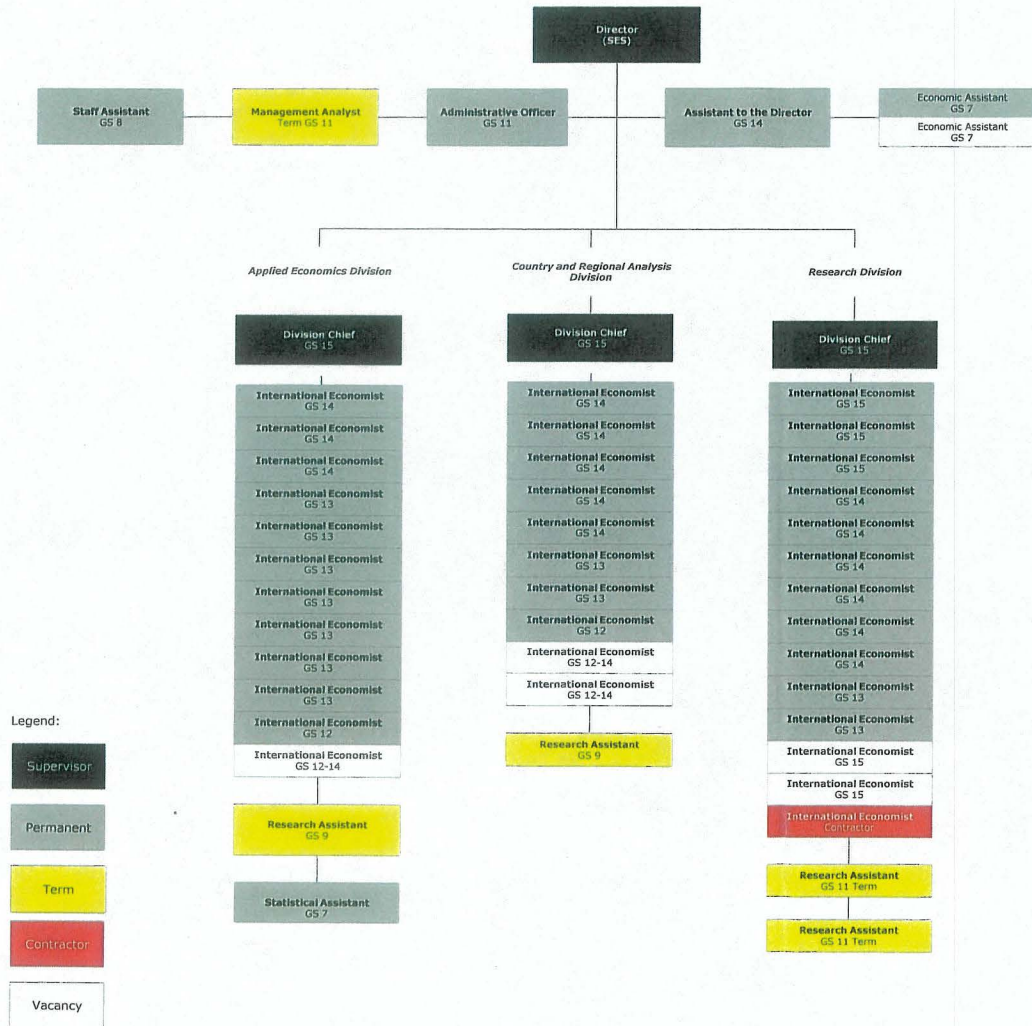 Director
(SES)
Staff Assistant
GS 8
Management Analyst
Term GS 11
Administrative Officer
GS 11
Assistant to the Director
GS 14
Economic Assistant
GS 7
Economic Assistant
GS 7
Applied Economics Division
Division Chief
GS 15
International Economist
GS 14
International Economist
GS 14
International Economist
GS 14
International Economist
GS 13
International Economist
GS 13
International Economist
GS 13
International Economist
GS 13
International Economist
GS 13
International Economist
GS 13
International Economist
GS 13
International Economist
GS 12
International Economist
GS 12-14
Research Assistant
GS 9
Statistical Assistant
GS 7
Country and Regional Analysis
Division
Division Chief
GS 15
International Economist
GS 14
International Economist
GS 14
International Economist
GS 14
International Economist
GS 14
International Economist
GS 14
International Economist
GS 13
International Economist
GS 13
International Economist
GS 12
International Economist
GS 12-14
International Economist
GS 12-14
Research Assistant
GS 9
Research Division
Division Chief
GS 15
International Economist
GS 15
International Economist
GS 15
International Economist
GS 15
International Economist
GS 14
International Economist
GS 14
International Economist
GS 14
International Economist
GS 14
International Economist
GS 14
International Economist
GS 14
International Economist
GS 13
International Economist
GS 13
International Economist
GS 15
International Economist
GS 15
International Economist
Contractor
Research Assistant
GS 11 Term
Research Assistant
GS 11 Term
Legend:
Supervisor
Permanent
Term
Contractor
Vacancy